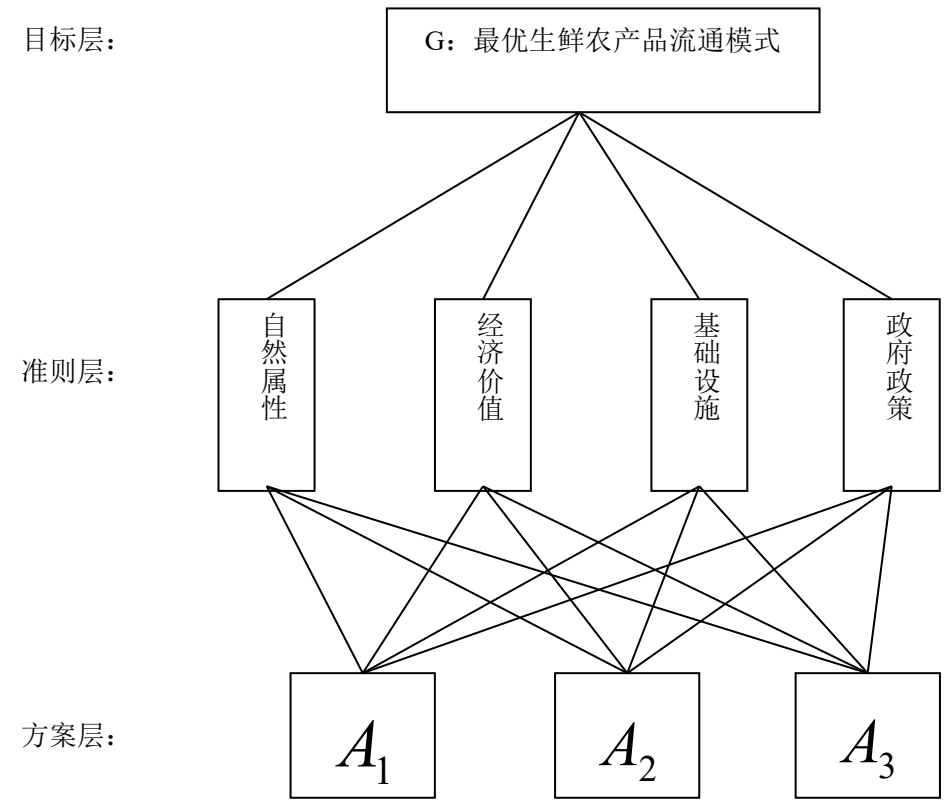 目标层：
G：最优生鲜农产品流通模式
准则层：
自然属性
经济价值
基础设施
政府政策
方案层：
A1
A2
A3